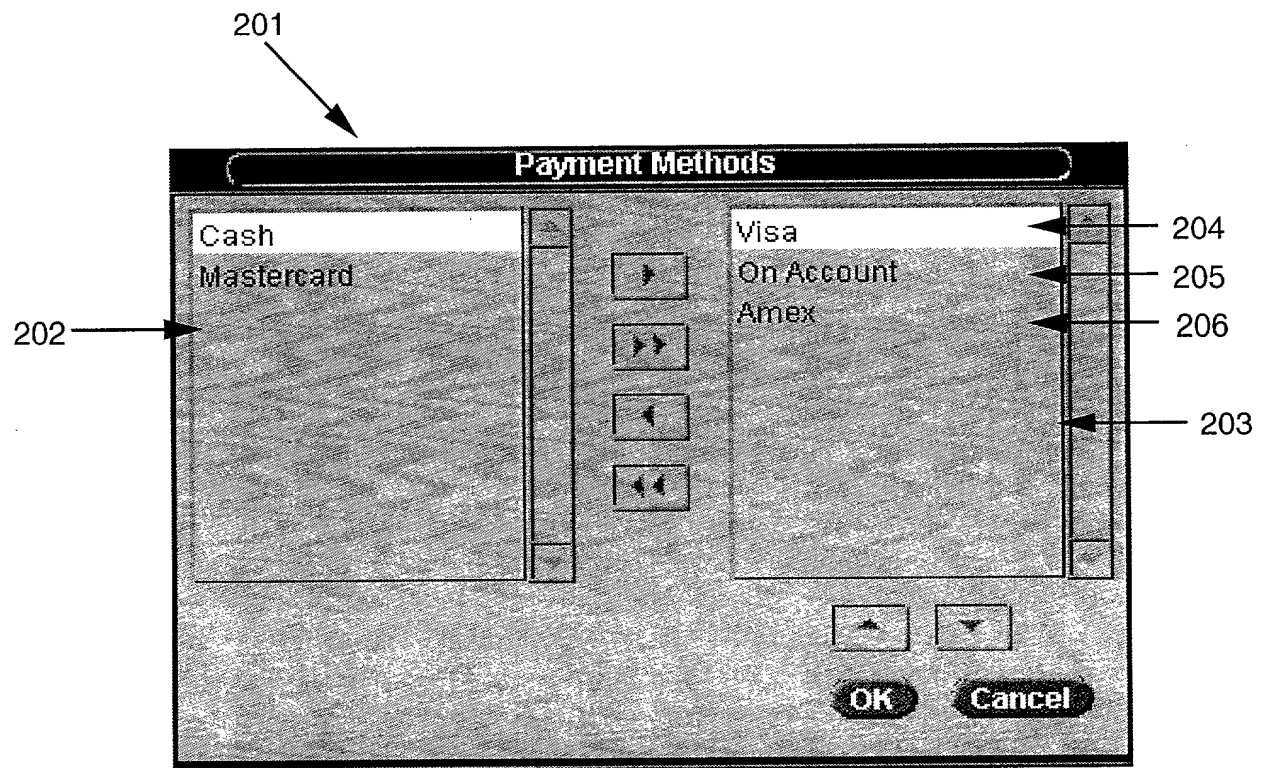 201
Payment Methods
Cash
Mastercard
202
Visa
204
On Account
205
Amex
206
203
OK
Cancel